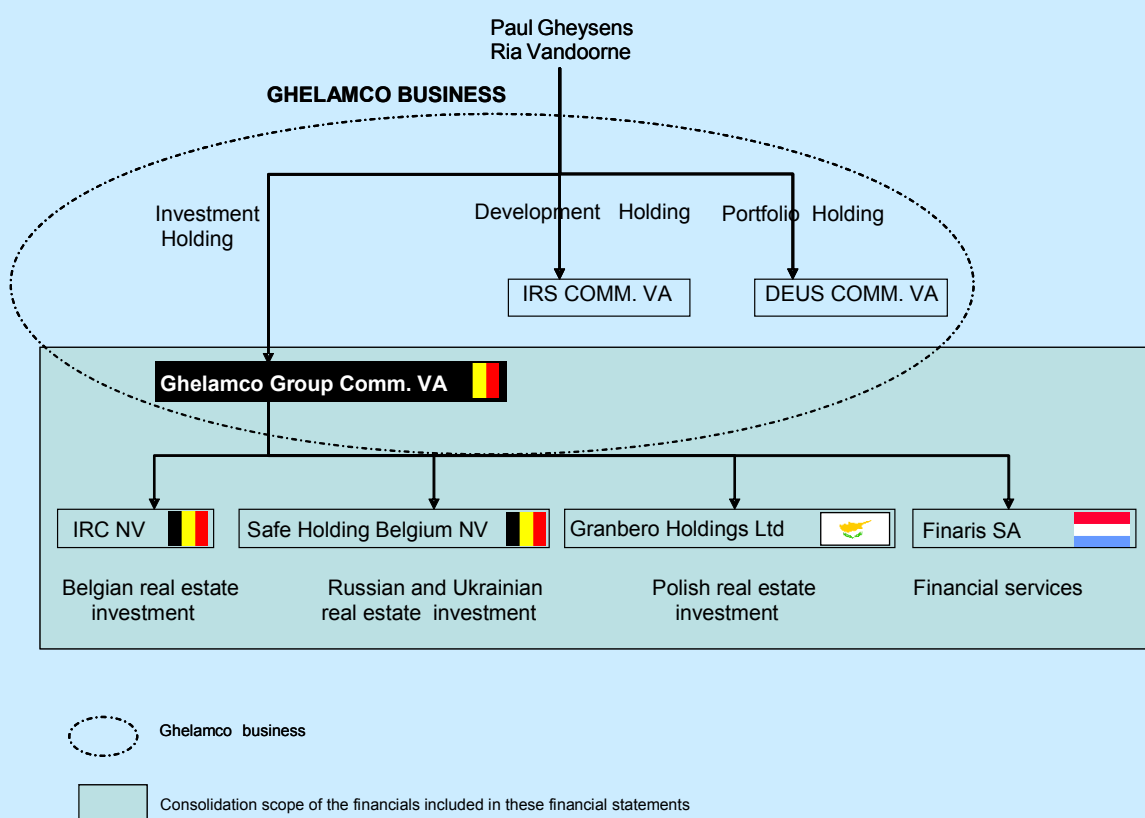 Paul Gheysens
Ria Vandoorne
GHELAMCO BUSINESS
Investment
Holding
Development Holding
Portfolio Holding
IRS COMM. VA
DEUS COMM. VA
Ghelamco Group Comm. VA
IRC NV
Safe Holding Belgium NV
Granbero Holdings Ltd
Finaris SA
Belgian real estate
investment
Russian and Ukrainian
real estate investment
Polish real estate
investment
Financial services
Ghelamco business
Consolidation scope of the financials included in these financial statements